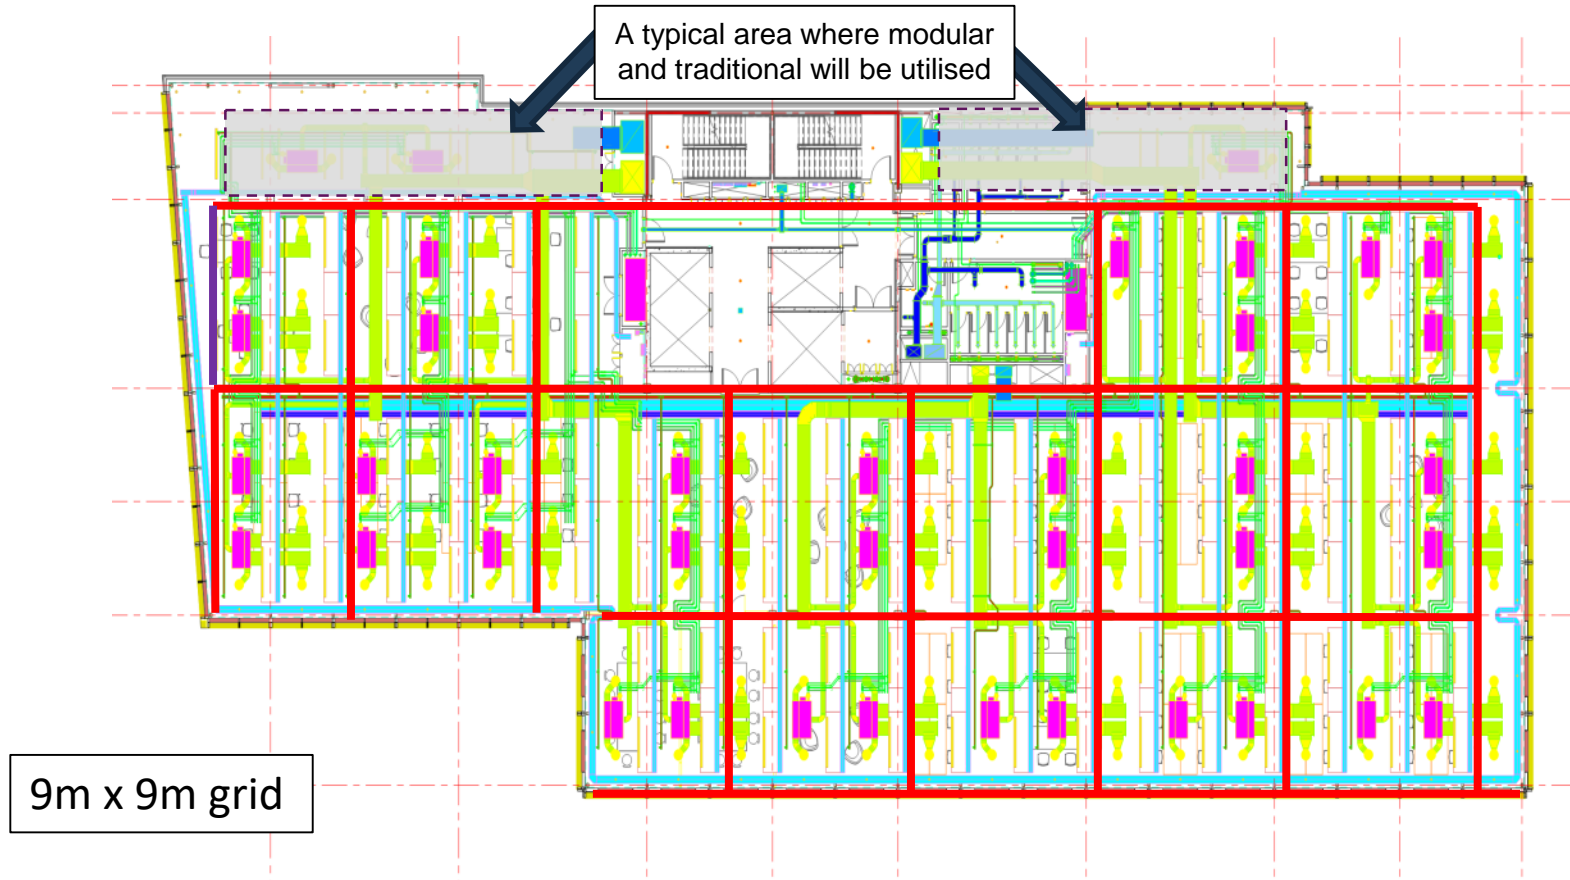 A typical area where modular
and traditional will be utilised
9m x 9m grid